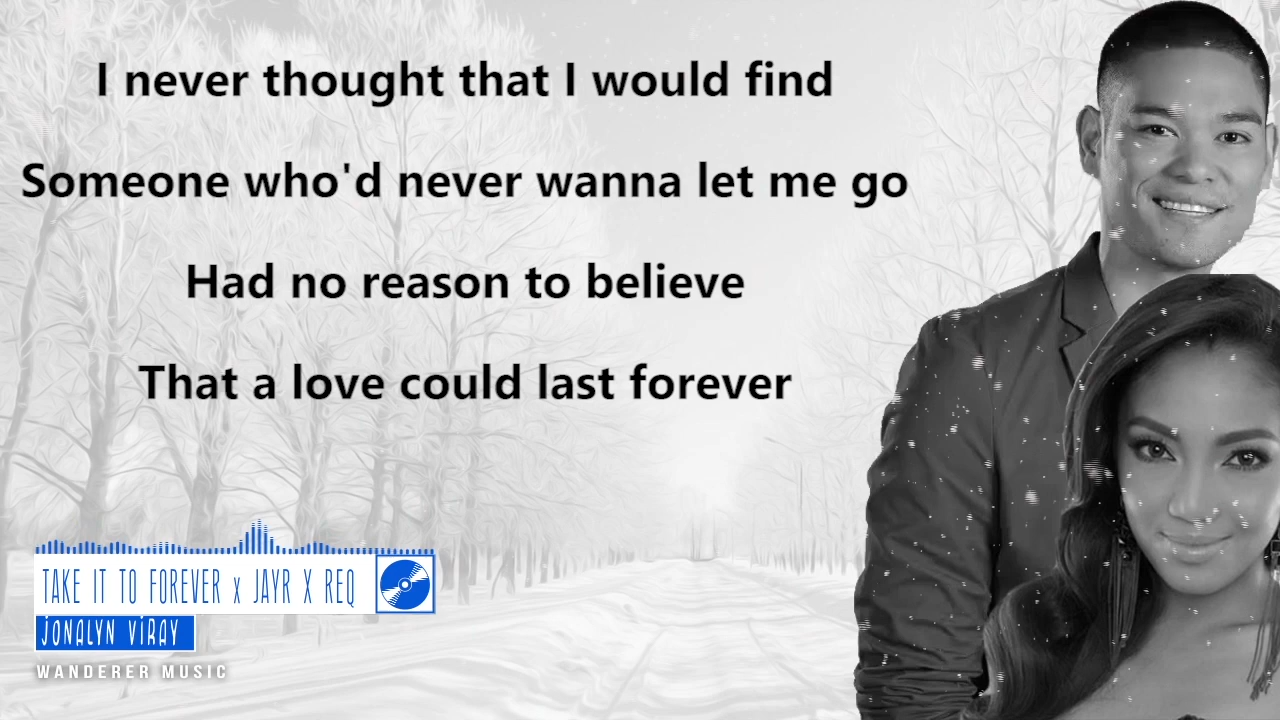 I never thought that I would find
Someone who'd never wanna let me go
Had no reason to believe
That a love could last forever
TAKE IT TO FOREVER x JAYR X REQ
JONALYN ViRAY
WANDERER MUSIC